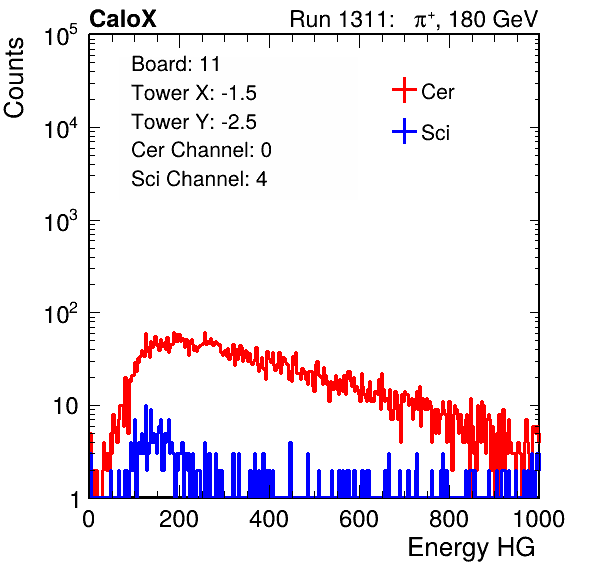 CaloX Run 1311: π⁺, 180 GeV
Counts
10⁵
10⁴
10³
10²
10
1
Board: 11
Tower X: -1.5
Tower Y: -2.5
Cer Channel: 0
Sci Channel: 4
Cer
Sci
0 200 400 600 800 1000
Energy HG